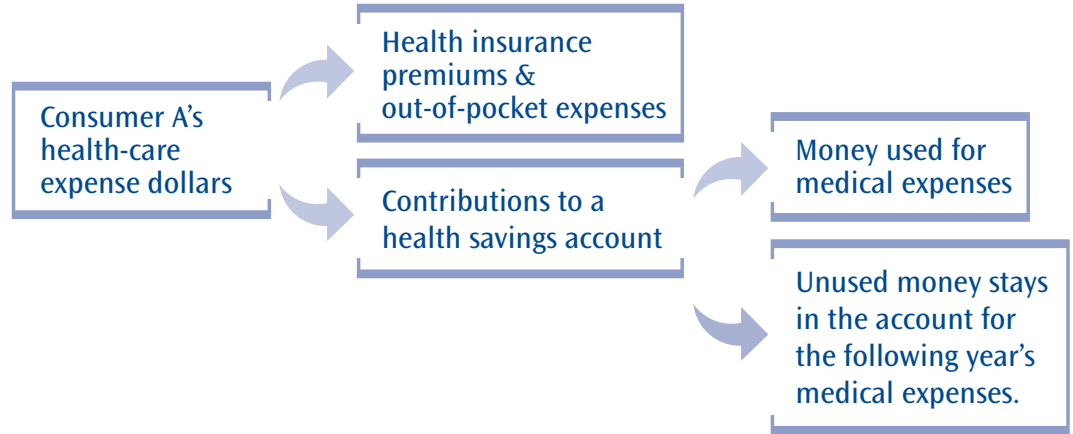 Consumer A’s
health-care
expense dollars
Health insurance
premiums &
out-of-pocket expenses
Contributions to a
health savings account
Money used for
medical expenses
Unused money stays
in the account for
the following year’s
medical expenses.